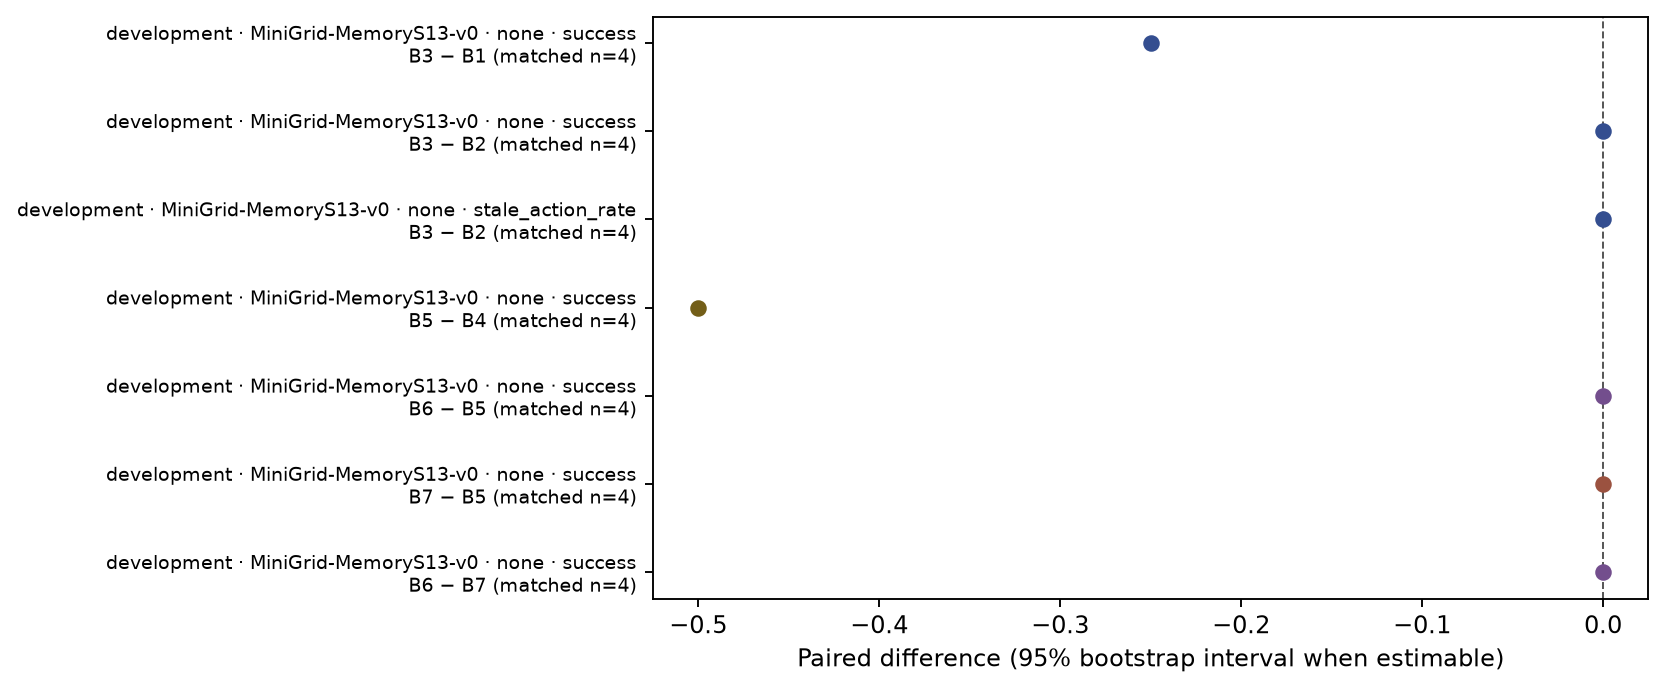 development · MiniGrid-MemoryS13-v0 · none · success
B3 − B1 (matched n=4)
development · MiniGrid-MemoryS13-v0 · none · success
B3 − B2 (matched n=4)
development · MiniGrid-MemoryS13-v0 · none · stale_action_rate
B3 − B2 (matched n=4)
development · MiniGrid-MemoryS13-v0 · none · success
B5 − B4 (matched n=4)
development · MiniGrid-MemoryS13-v0 · none · success
B6 − B5 (matched n=4)
development · MiniGrid-MemoryS13-v0 · none · success
B7 − B5 (matched n=4)
development · MiniGrid-MemoryS13-v0 · none · success
B6 − B7 (matched n=4)
−0.5 −0.4 −0.3 −0.2 −0.1 0.0
Paired difference (95% bootstrap interval when estimable)